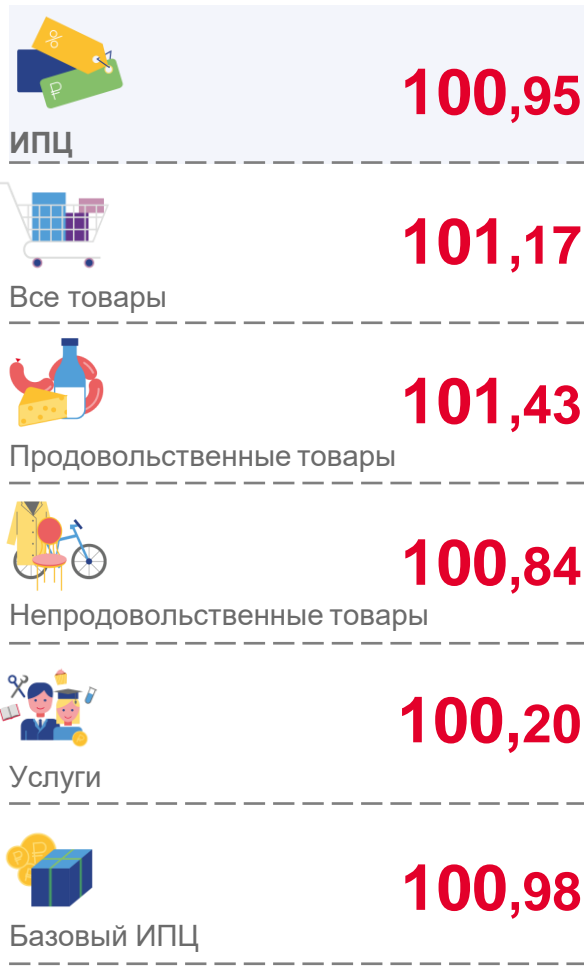 %
₽
100,95
ИПЦ
101,17
Все товары
101,43
Продовольственные товары
100,84
Непродовольственные товары
100,20
Услуги
₽
₽
100,98
Базовый ИПЦ